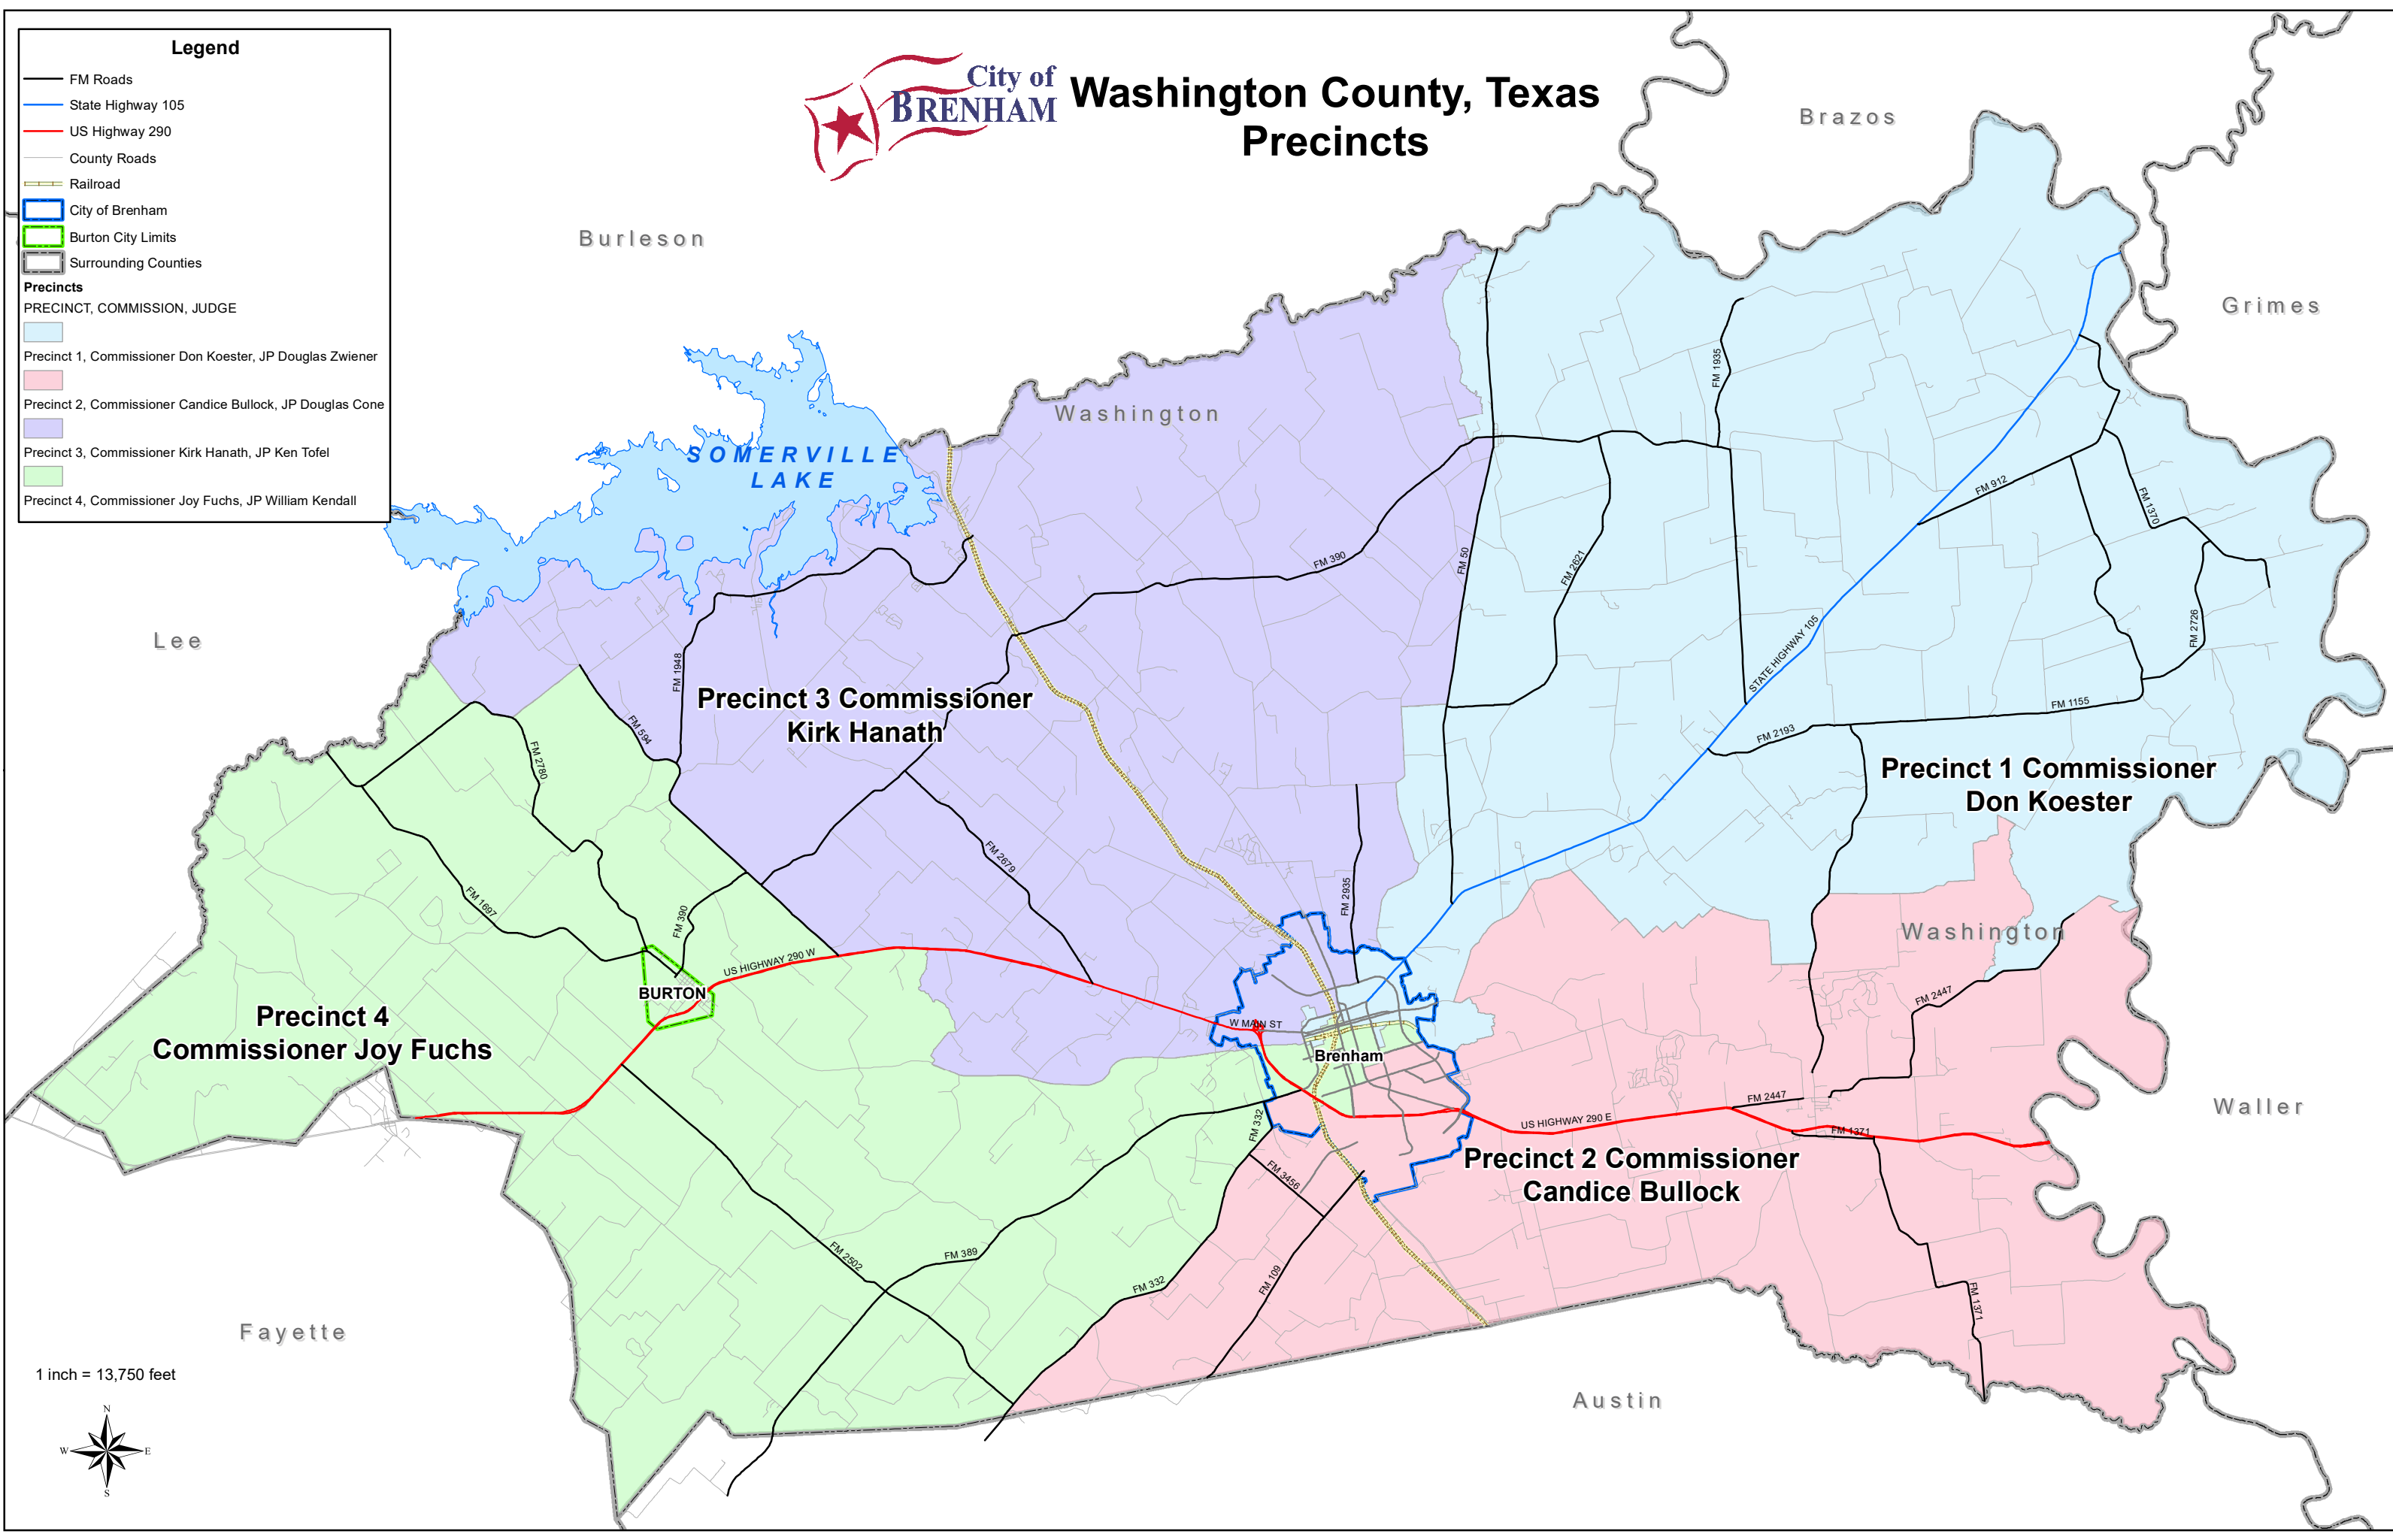 Legend
FM Roads
State Highway 105
US Highway 290
County Roads
Railroad
City of Brenham
Burton City Limits
Surrounding Counties
Precincts
PRECINCT, COMMISSION, JUDGE
Precinct 1, Commissioner Don Koester, JP Douglas Zwiener
Precinct 2, Commissioner Candice Bullock, JP Douglas Cone
Precinct 3, Commissioner Kirk Hanath, JP Ken Tofel
Precinct 4, Commissioner Joy Fuchs, JP William Kendall
City of
BRENHAM
Washington County, Texas
Precincts
Brazos
Burleson
Grimes
Washington
SOMERVILLE
LAKE
Lee
FM 1935
FM 912
FM 1370
FM 390
FM 50
FM 2621
FM 2726
STATE HIGHWAY 105
FM 1948
FM 594
FM 2780
Precinct 3 Commissioner
Kirk Hanath
FM 1155
FM 2193
Precinct 1 Commissioner
Don Koester
FM 2679
FM 2935
FM 1697
FM 390
Washington
US HIGHWAY 290 W
BURTON
FM 2447
Precinct 4
Commissioner Joy Fuchs
W MAIN ST
Brenham
FM 2447
Waller
FM 332
US HIGHWAY 290 E
FM 1371
Precinct 2 Commissioner
Candice Bullock
FM 3456
FM 2502
FM 389
FM 332
FM 109
FM 1371
Fayette
Austin
1 inch = 13,750 feet
N
W
E
S